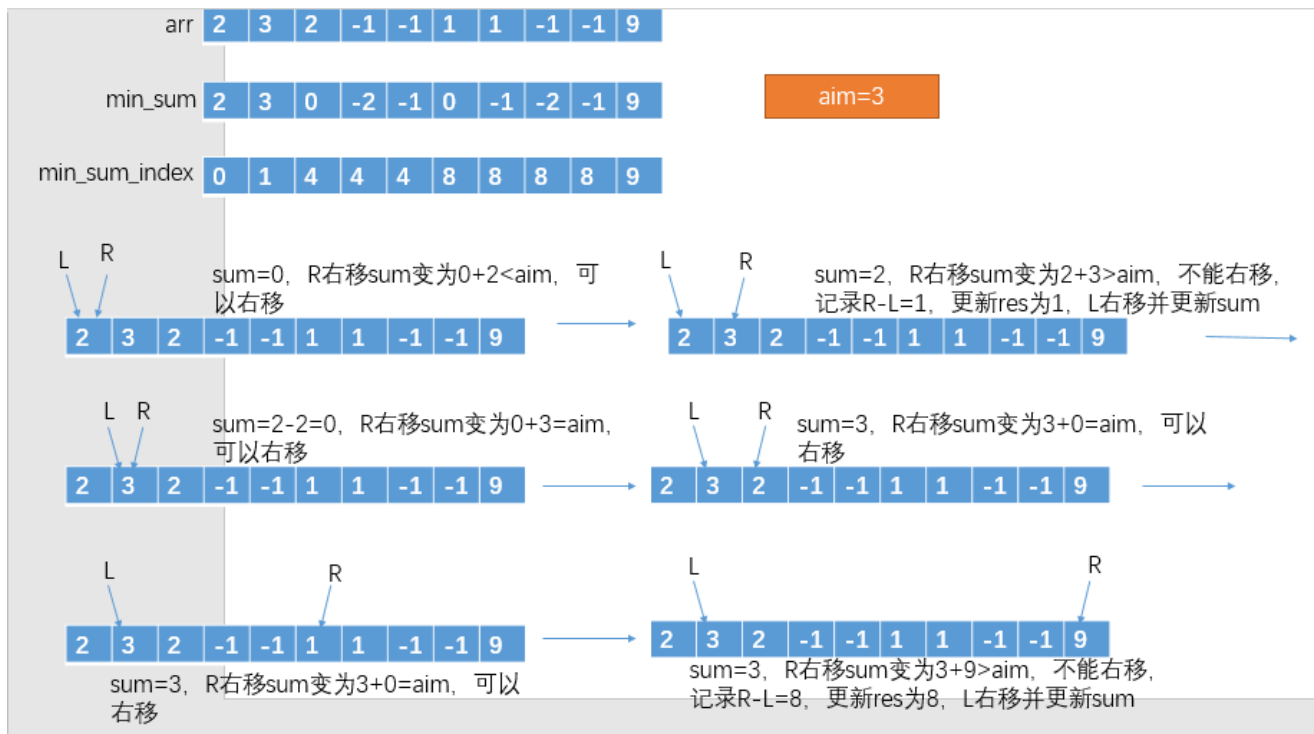 arr 2 3 2 -1 -1 1 1 -1 -1 9
min_sum 2 3 0 -2 -1 0 -1 -2 -1 9
aim=3
min_sum_index 0 1 4 4 4 8 8 8 8 9
L R
sum=0，R右移sum变为0+2<aim，可
以右移
2 3 2 -1 -1 1 1 -1 -1 9
L R
sum=2，R右移sum变为2+3>aim，不能右移，
记录R-L=1，更新res为1，L右移并更新sum
2 3 2 -1 -1 1 1 -1 -1 9
L R
sum=2-2=0，R右移sum变为0+3=aim，
可以右移
2 3 2 -1 -1 1 1 -1 -1 9
L R
sum=3，R右移sum变为3+0=aim，可以
右移
2 3 2 -1 -1 1 1 -1 -1 9
L R
2 3 2 -1 -1 1 1 -1 -1 9
sum=3，R右移sum变为3+0=aim，可以
右移
L R
2 3 2 -1 -1 1 1 -1 -1 9
sum=3，R右移sum变为3+9>aim，不能右移，
记录R-L=8，更新res为8，L右移并更新sum